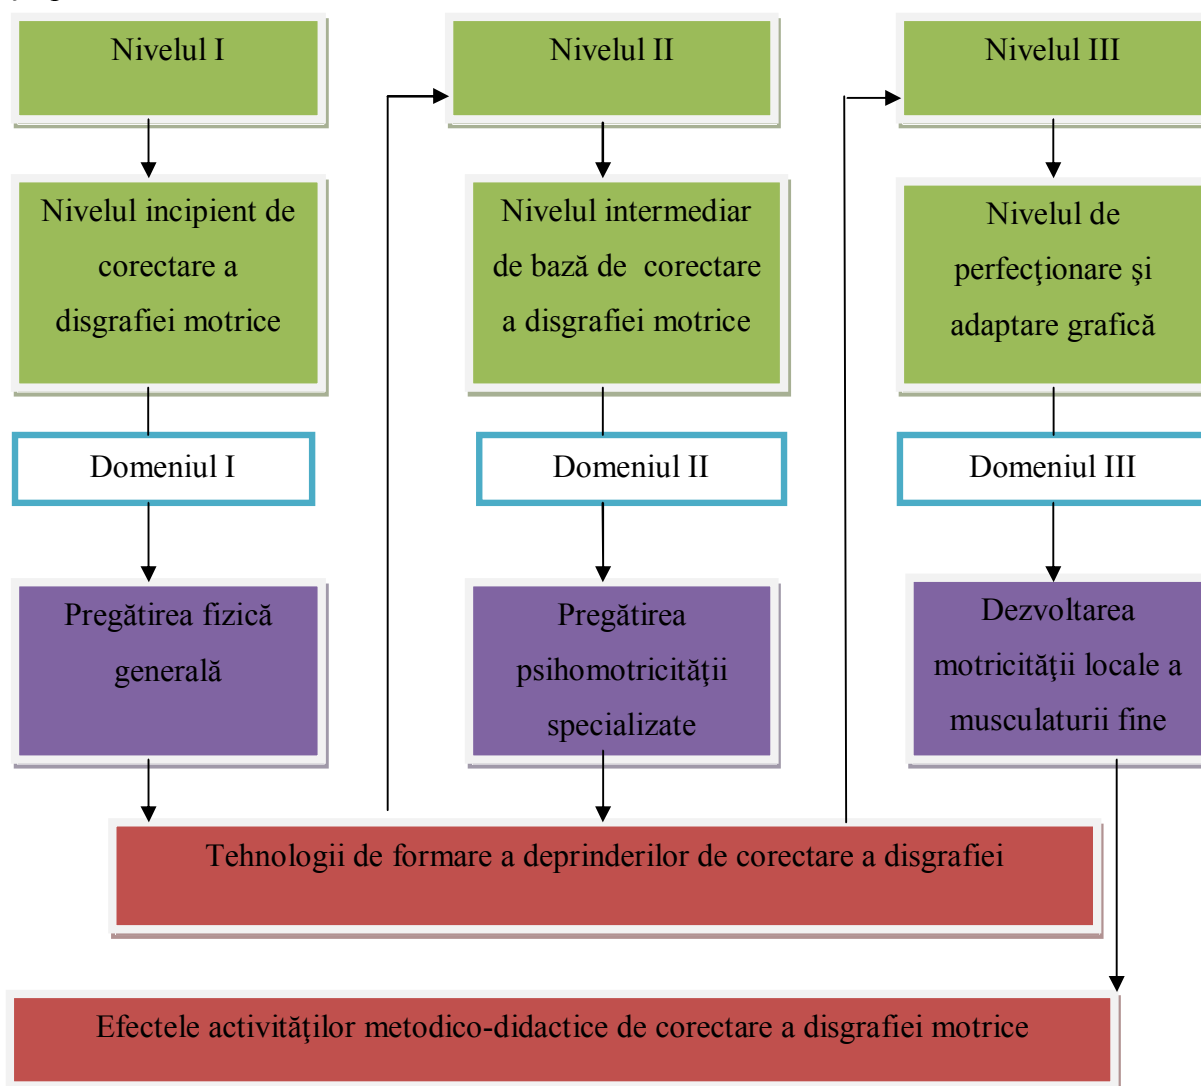 Nivelul I
Nivelul II
Nivelul III
Nivelul incipient de
corectare a
disgrafiei motrice
Nivelul intermediar
de bază de corectare
a disgrafiei motrice
Nivelul de
perfecţionare şi
adaptare grafică
Domeniul I
Domeniul II
Domeniul III
Pregătirea fizică
generală
Pregătirea
psihomotricităţii
specializate
Dezvoltarea
motricităţii locale a
musculaturii fine
Tehnologii de formare a deprinderilor de corectare a disgrafiei
Efectele activităţilor metodico-didactice de corectare a disgrafiei motrice